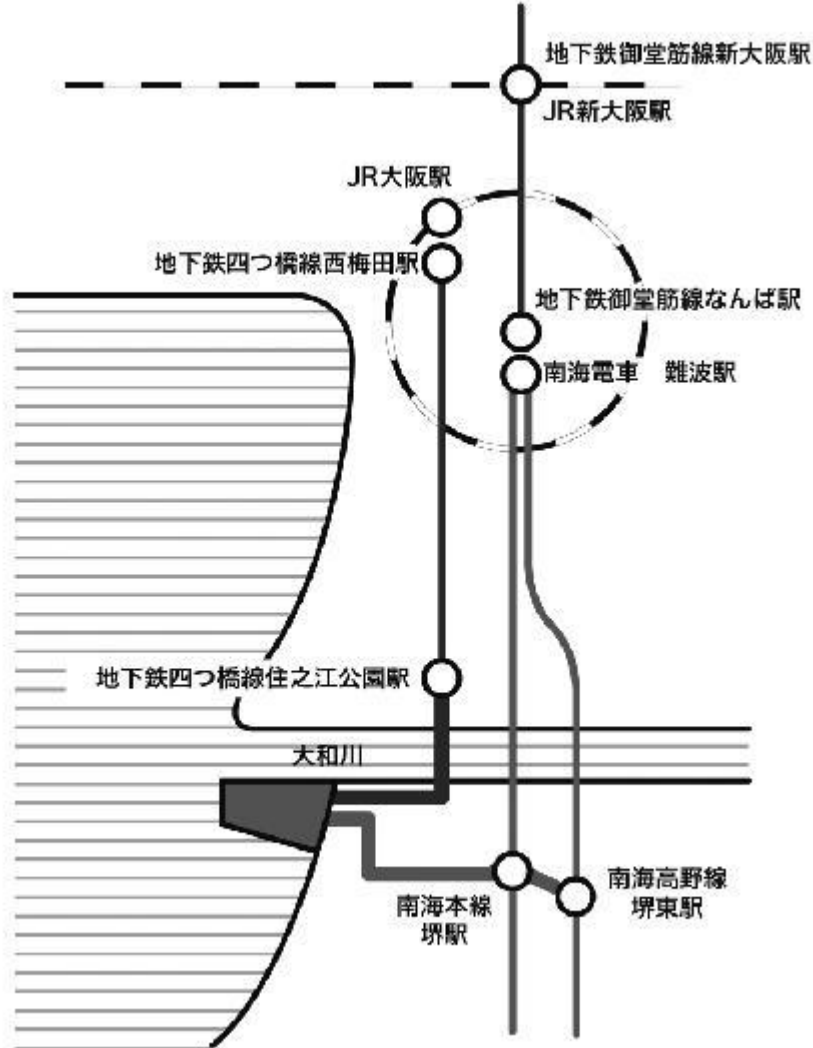 地下鉄御堂筋線新大阪駅
JR新大阪駅
JR大阪駅
地下鉄四つ橋線西梅田駅
地下鉄御堂筋線なんば駅
南海電車　難波駅
地下鉄四つ橋線住之江公園駅
大和川
南海高野線
堺東駅
南海本線
堺駅